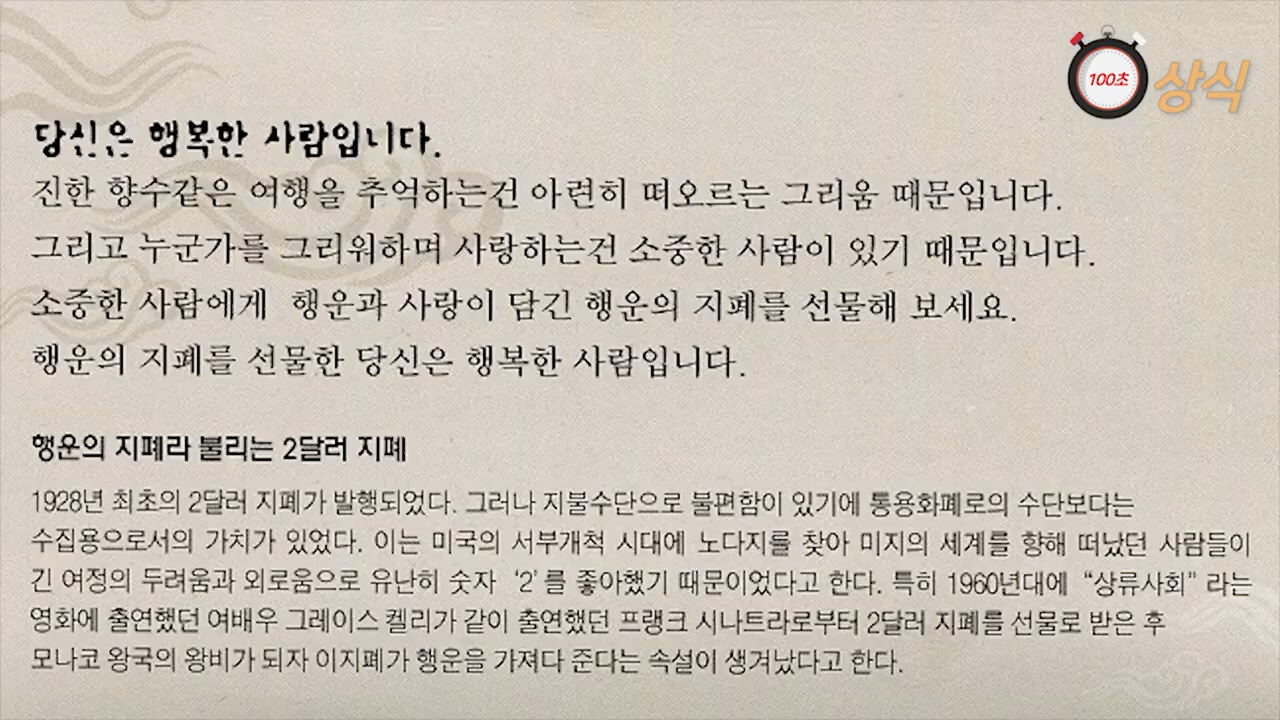 100초 상식
당신은 행복한 사람입니다.
진한 향수같은 여행을 추억하는건 아련히 떠오르는 그리움 때문입니다.
그리고 누군가를 그리워하며 사랑하는건 소중한 사람이 있기 때문입니다.
소중한 사람에게 행운과 사랑이 담긴 행운의 지폐를 선물해 보세요.
행운의 지폐를 선물한 당신은 행복한 사람입니다.
행운의 지폐라 불리는 2달러 지폐
1928년 최초의 2달러 지폐가 발행되었다. 그러나 지불수단으로 불편함이 있기에 통용화폐로의 수단보다는
수집용으로서의 가치가 있었다. 이는 미국의 서부개척 시대에 노다지를 찾아 미지의 세계를 향해 떠났던 사람들이
긴 여정의 두려움과 외로움으로 유난히 숫자 '2'를 좋아했기 때문이었다고 한다. 특히 1960년대에 "상류사회" 라는
영화에 출연했던 여배우 그레이스 켈리가 같이 출연했던 프랭크 시나트라로부터 2달러 지폐를 선물로 받은 후
모나코 왕국의 왕비가 되자 이지폐가 행운을 가져다 준다는 속설이 생겨났다고 한다.